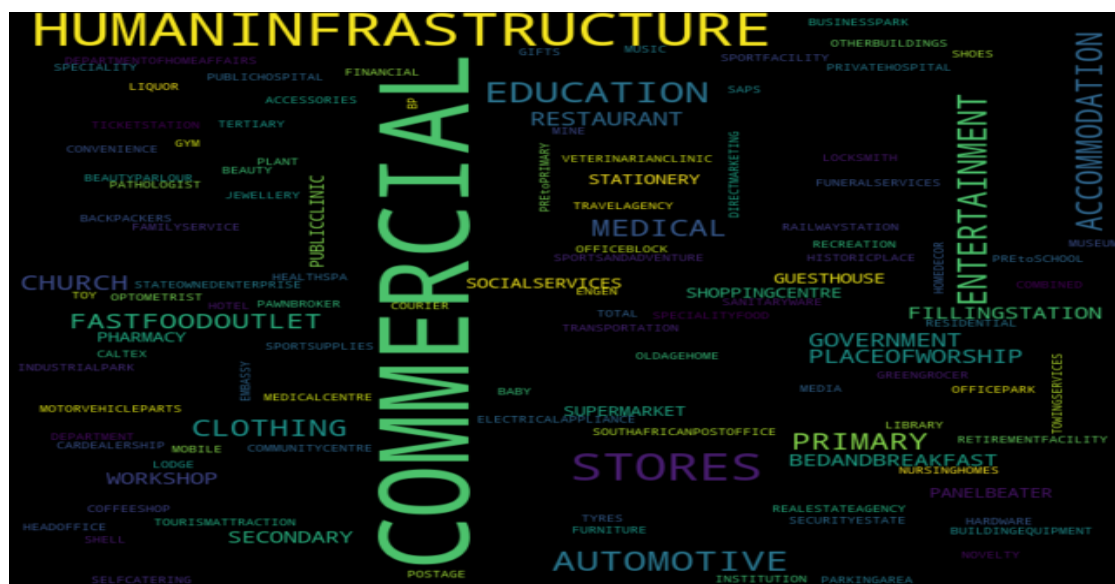 HUMANINFRASTRUCTURE
BUSINESSPARK
GIFTS
MUSIC
OTHERBUILDINGS
DEPARTMENTOFHOMEAFFAIRS
SPORTFACILITY
SHOES
SPECIALITY
PUBLICHOSPITAL
FINANCIAL
PRIVATEHOSPITAL
ACCOMMODATION
LIQUOR
ACCESSORIES
BP
EDUCATION
SAPS
COMMERCIAL
RESTAURANT
TICKETSTATION
TERTIARY
MINE
ENTERTAINMENT
GYM
CONVENIENCE
PLANT
PREtoPRIMARY
VETERINARIANCLINIC
DIRECTMARKETING
LOCKSMITH
BEAUTY
BEAUTYPARLOUR
PATHOLOGIST
STATIONERY
FUNERALSERVICES
JEWELLERY
PUBLICCLINIC
TRAVELAGENCY
BACKPACKERS
FAMILYSERVICE
MEDICAL
RAILWAYSTATION
OFFICEBLOCK
RECREATION
HOMEDECOR
MUSEUM
SPORTSANDADVENTURE
HISTORICPLACE
PREtoSCHOOL
CHURCH
STATEOWNEDENTERPRISE
HEALTHSPA
SOCIALSERVICES
GUESTHOUSE
COMBINED
TOY
OPTOMETRIST
HOTEL
PAWNBROKER
COURIER
ENGEN
SHOPPINGCENTRE
SANITARYWARE
FASTFOODOUTLET
TOTAL
SPECIALITYFOOD
FILLINGSTATION
RESIDENTIAL
TRANSPORTATION
PHARMACY
SPORTSUPPLIES
GOVERNMENT
CALTEX
OLDAGEHOME
PLACEOFWORSHIP
INDUSTRIALPARK
EMBASSY
GREENGROCER
TOWINGSERVICES
MEDICALCENTRE
BABY
MEDIA
OFFICEPARK
MOTORVEHICLEPARTS
SUPERMARKET
ELECTRICALAPPLIANCE
CLOTHING
SOUTHAFRICANPOSTOFFICE
LIBRARY
DEPARTMENT
PRIMARY
RETIREMENTFACILITY
CARDEALERSHIP
MOBILE
COMMUNITYCENTRE
LODGE
STORES
BEDANDBREAKFAST
NURSINGHOMES
WORKSHOP
PANELBEATER
COFFEESHOP
REALESTATEAGENCY
HEADOFFICE
TOURISMATTRACTION
TYRES
SECURITYESTATE
HARDWARE
FURNITURE
BUILDINGEQUIPMENT
SHELL
SECONDARY
AUTOMOTIVE
NOVELTY
POSTAGE
SELFCATERING
INSTITUTION
PARKINGAREA